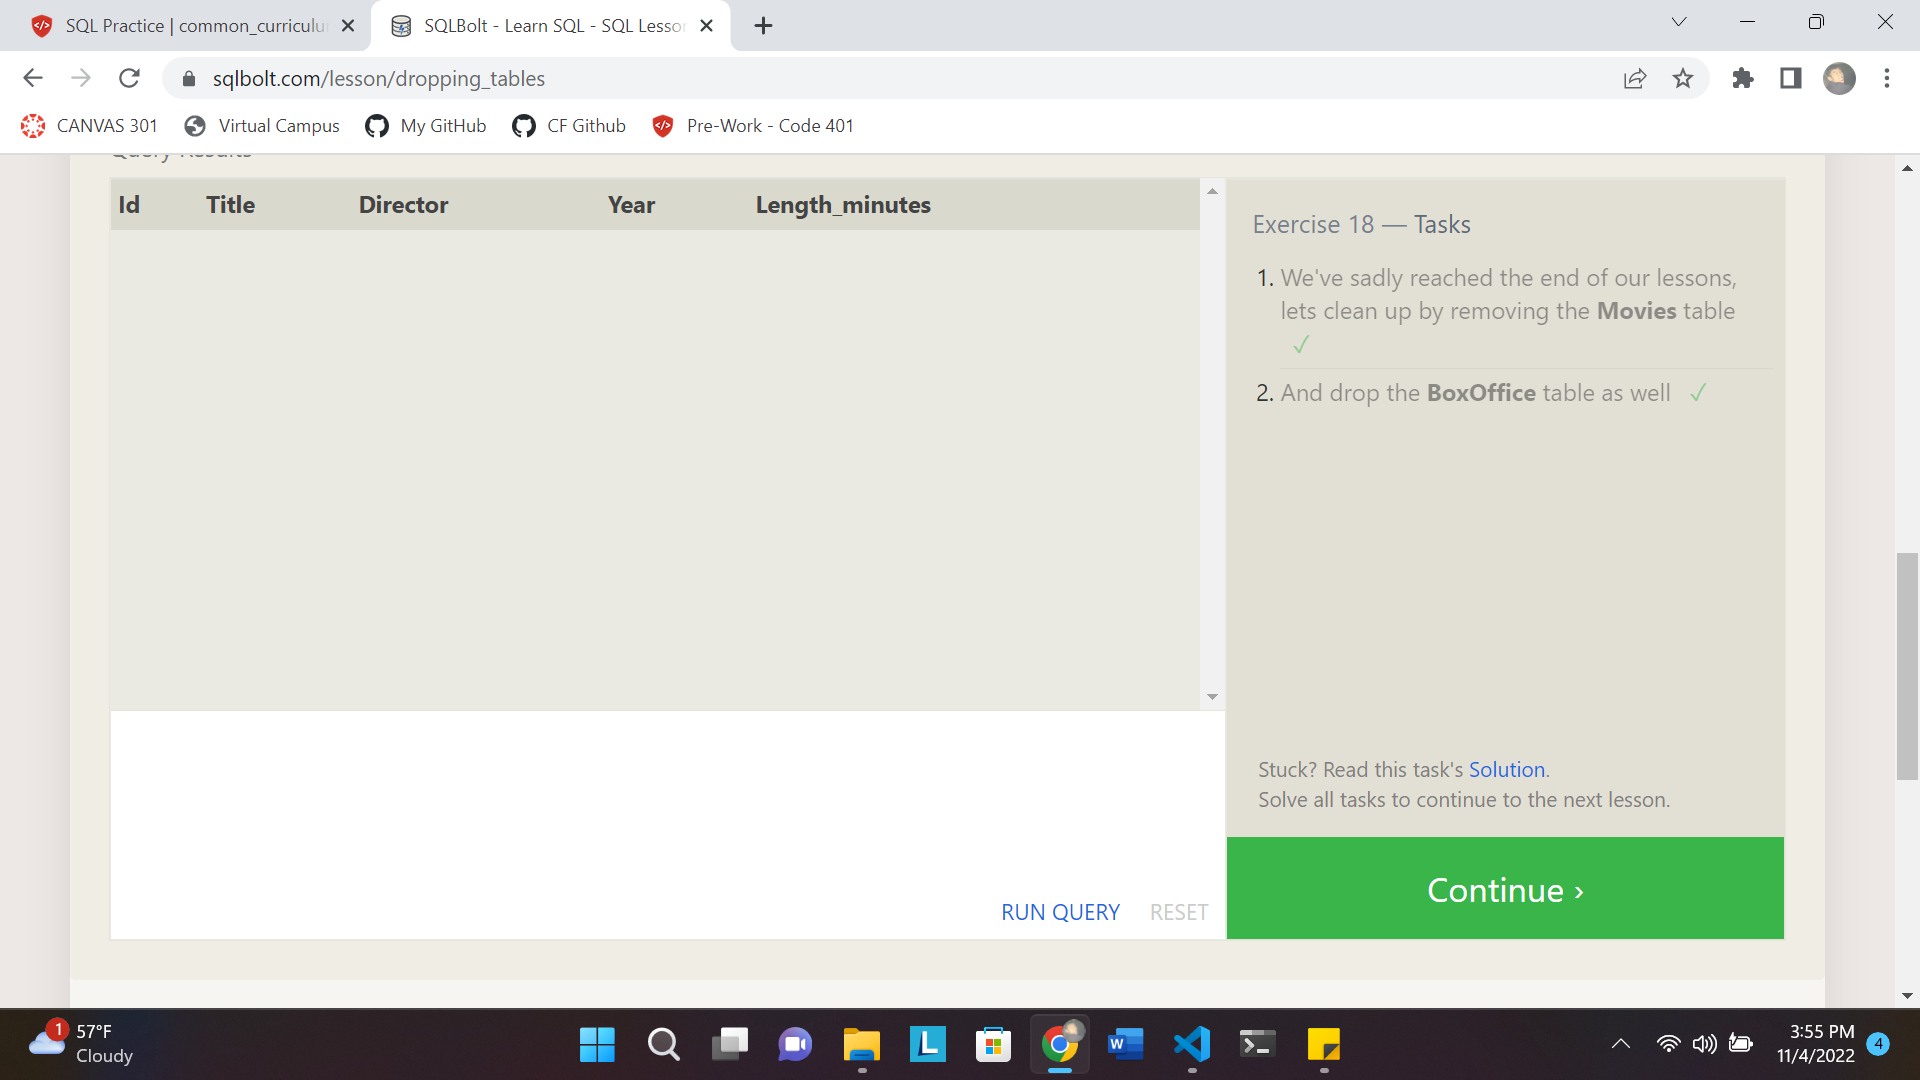 SQL Practice | common_curriculu
SQLBolt - Learn SQL - SQL Lesso
sqlbolt.com/lesson/dropping_tables
CANVAS 301
Virtual Campus
My GitHub
CF Github
Pre-Work - Code 401
Query Results
Id Title Director Year Length_minutes
Exercise 18 — Tasks
1. We've sadly reached the end of our lessons,
lets clean up by removing the Movies table
✓
2. And drop the BoxOffice table as well ✓
Stuck? Read this task's Solution.
Solve all tasks to continue to the next lesson.
RUN QUERY RESET
Continue ›
1
57°F
Cloudy
L
W
3:55 PM
11/4/2022
4